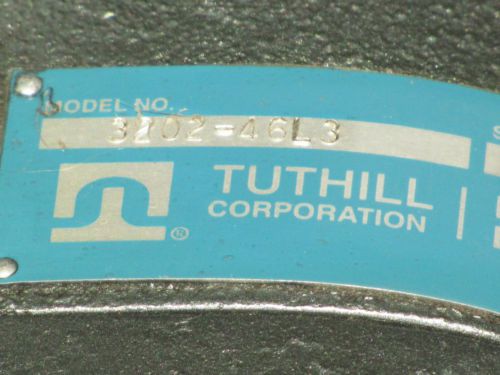 MODEL NO.
3202-46L3
TUTHILL
CORPORATION
®